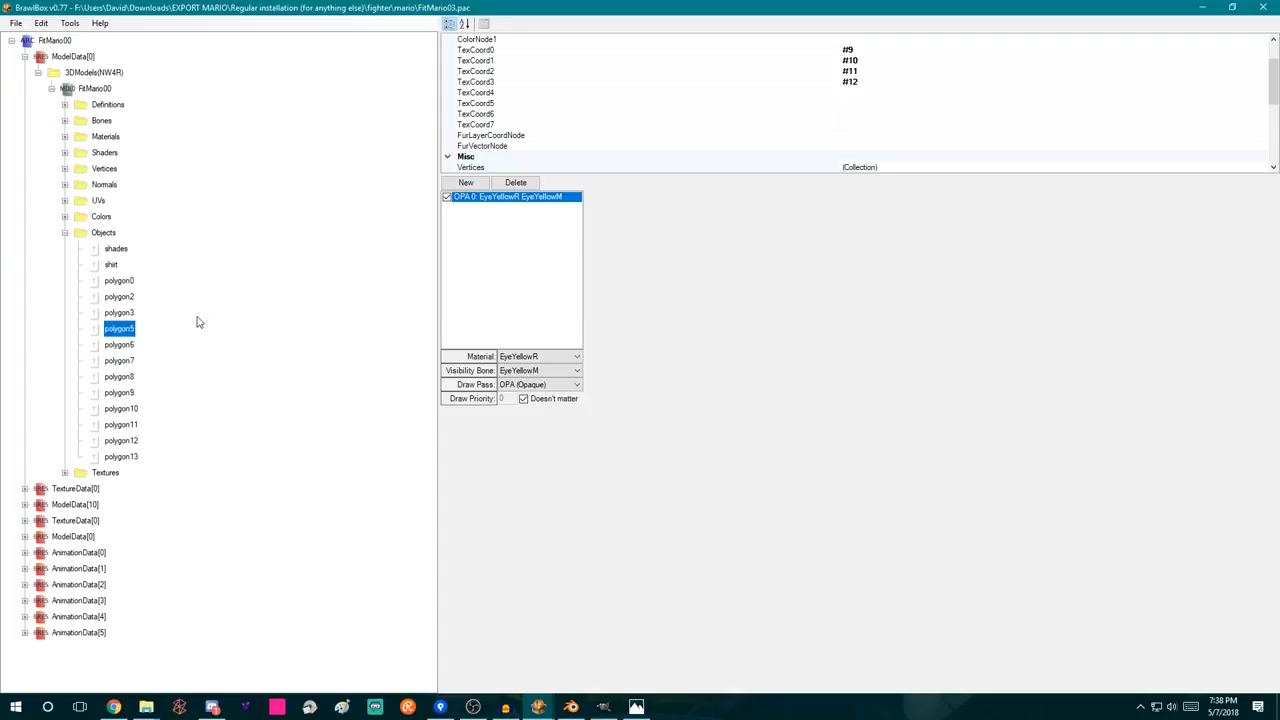 BrawlBox v0.77 - F:\Users\David\Downloads\EXPORT MARIO\Regular installation (for anything else)\fighter\mario\FitMario03.pac
File Edit Tools Help
FitMario00
ModelData[0]
3DModels(NW4R)
FitMario00
Definitions
Bones
Materials
Shaders
Vertices
Normals
UVs
Colors
Objects
shades
shirt
polygon0
polygon2
polygon3
polygon5
polygon6
polygon7
polygon8
polygon9
polygon10
polygon11
polygon12
polygon13
Textures
TextureData[0]
ModelData[10]
TextureData[0]
ModelData[0]
AnimationData[0]
AnimationData[1]
AnimationData[2]
AnimationData[3]
AnimationData[4]
AnimationData[5]
ColorNode1
TexCoord0 #9
TexCoord1 #10
TexCoord2 #11
TexCoord3 #12
TexCoord4
TexCoord5
TexCoord6
TexCoord7
FurLayerCoordNode
FurVectorNode
Misc
Vertices (Collection)
New Delete
OPA 0: EyeYellowR EyeYellowM
Material: EyeYellowR
Visibility Bone: EyeYellowM
Draw Pass: OPA (Opaque)
Draw Priority: 0 Doesn't matter
7:38 PM
5/7/2018